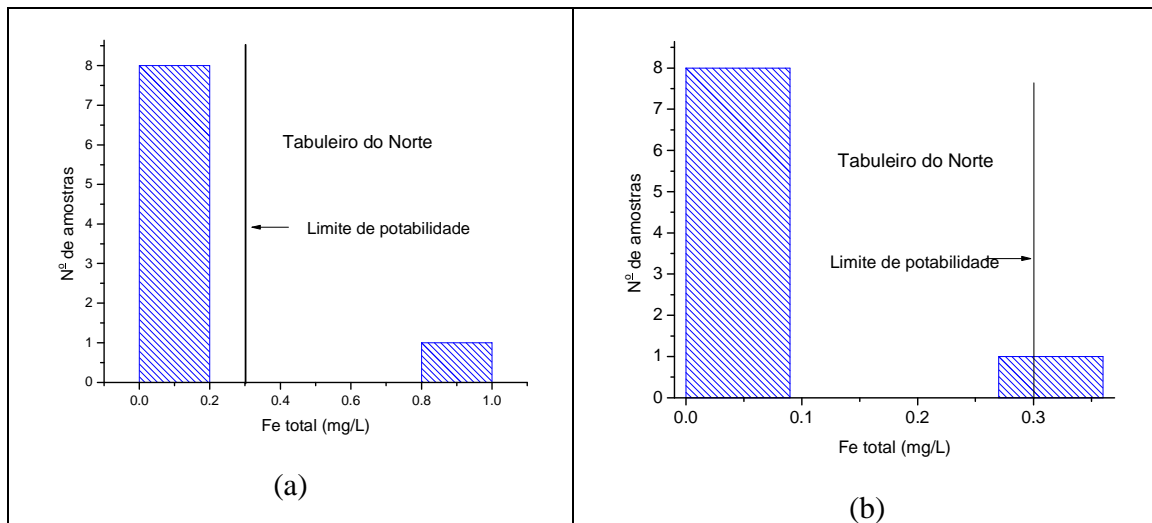 8
7
6
5
4
3
2
1
0
Nº de amostras
Tabuleiro do Norte
Limite de potabilidade
0.0
0.2
0.4
0.6
0.8
1.0
Fe total (mg/L)
(a)
8
7
6
5
4
3
2
1
0
Nº de amostras
Tabuleiro do Norte
Limite de potabilidade
0.0
0.1
0.2
0.3
Fe total (mg/L)
(b)